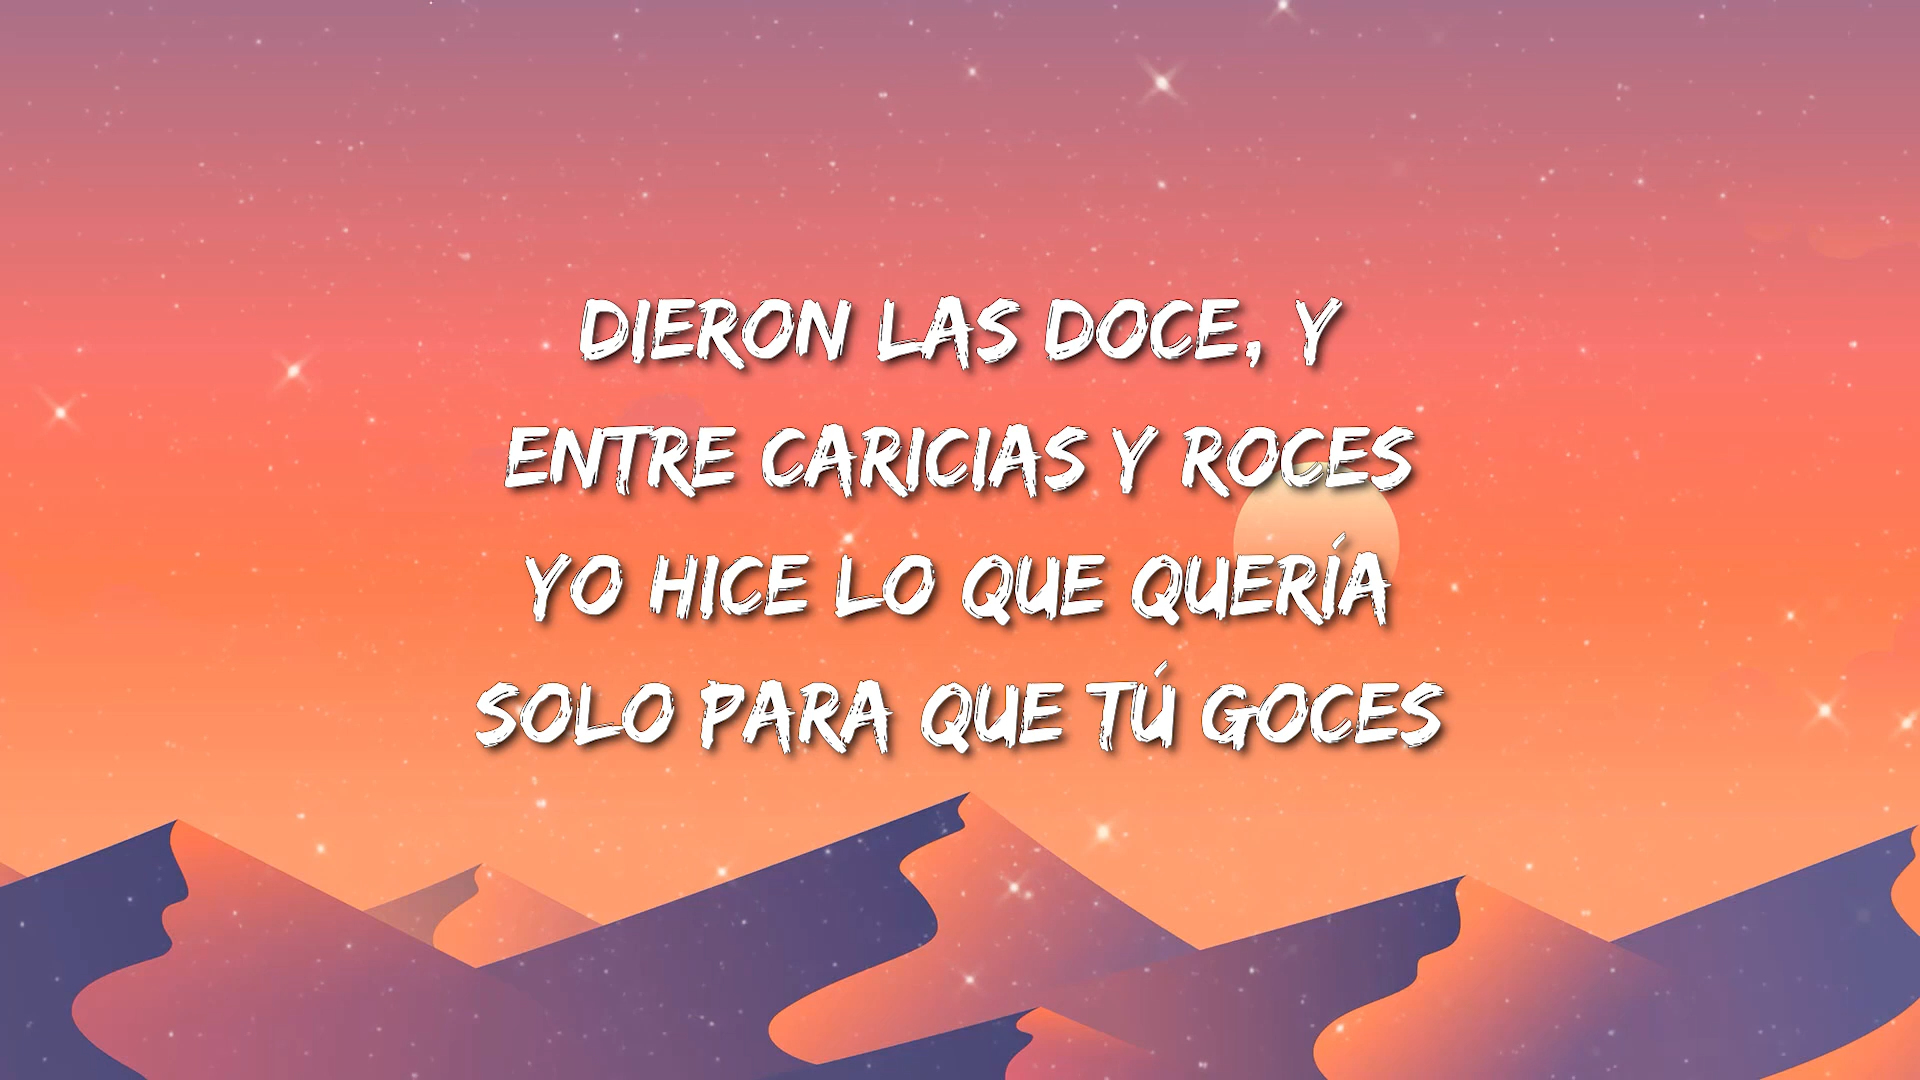 DIERON LAS DOCE, Y
ENTRE CARICIAS Y ROCES
YO HICE LO QUE QUERÍA
SOLO PARA QUE TÚ GOCES